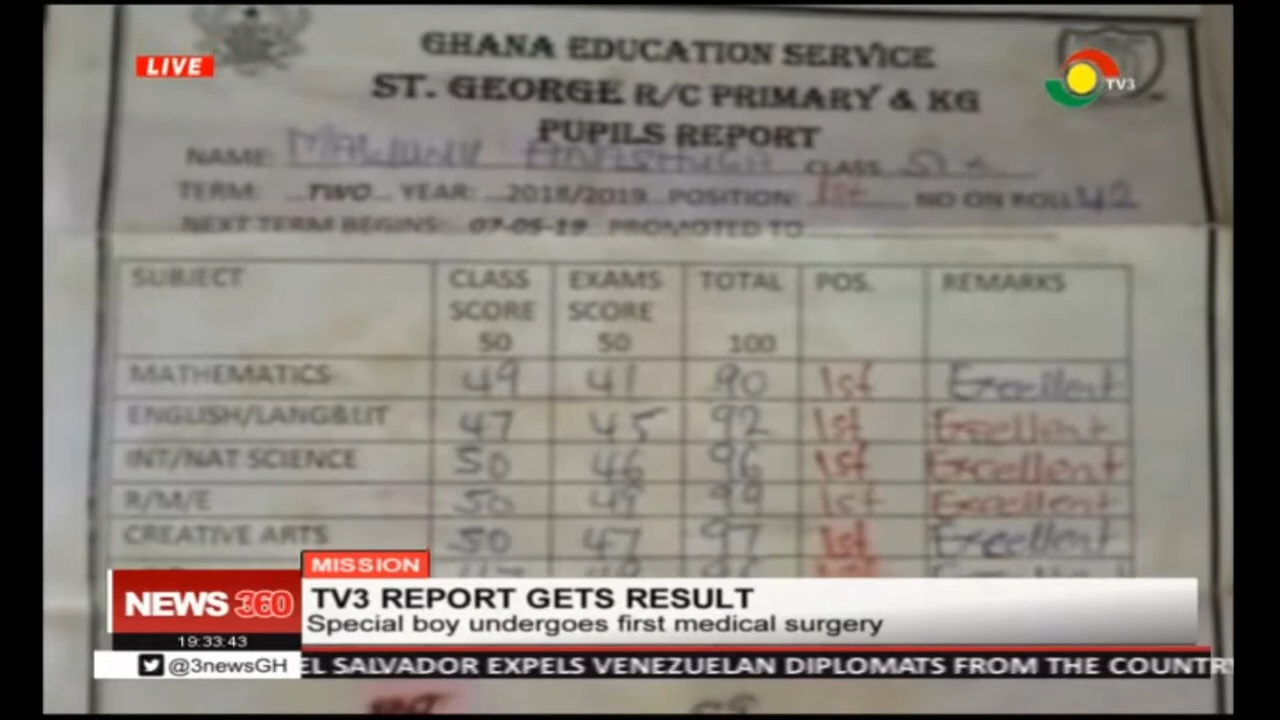 GHANA EDUCATION SERVICE
LIVE
ST. GEORGE R/C PRIMARY & KG
TV3
PUPILS REPORT
NAME: CLASS: Six
TERM: ...TWO... YEAR: ...2018/2019... POSITION: 1st NO ON ROLL 42
NEXT TERM BEGINS: 07-05-19 PROMOTED TO
SUBJECT CLASS SCORE 50 EXAMS SCORE 50 TOTAL 100 POS. REMARKS
MATHEMATICS 49 41 90 1st Excellent
ENGLISH/LANG&LIT 47 45 92 1st Excellent
INT/NAT SCIENCE 50 46 96 1st Excellent
R/M/E 50 49 99 1st Excellent
CREATIVE ARTS 50 47 97 1st Excellent
MISSION
NEWS 360
TV3 REPORT GETS RESULT
Special boy undergoes first medical surgery
19:33:43
@3newsGH
EL SALVADOR EXPELS VENEZUELAN DIPLOMATS FROM THE COUNTRY